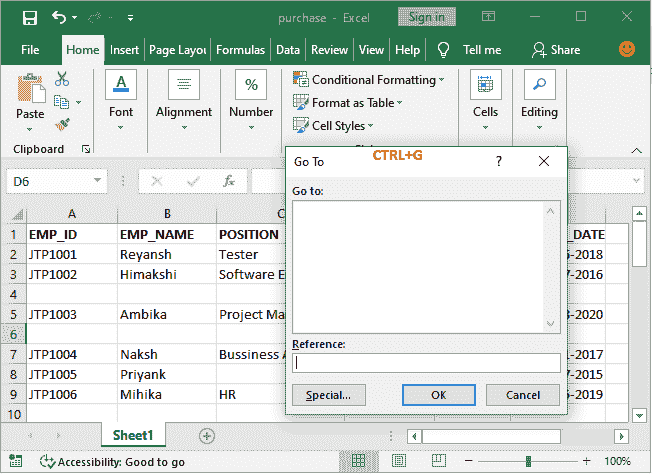 purchase - Excel Sign in
File Home Insert Page Layou Formulas Data Review View Help Tell me Share
Paste Font Alignment % Number Conditional Formatting Format as Table Cell Styles Cells Editing
Clipboard
CTRL+G
Go To ? 
D6 fx
Go to:
A B C
1 EMP_ID EMP_NAME POSITION _DATE
2 JTP1001 Reyansh Tester -2018
3 JTP1002 Himakshi Software E -2016
4
5 JTP1003 Ambika Project Ma -2020
6
Reference:
7 JTP1004 Naksh Bussiness -2017
8 JTP1005 Priyank -2015
9 JTP1006 Mihika HR -2019
Special... OK Cancel
10
Sheet1
Accessibility: Good to go 100%